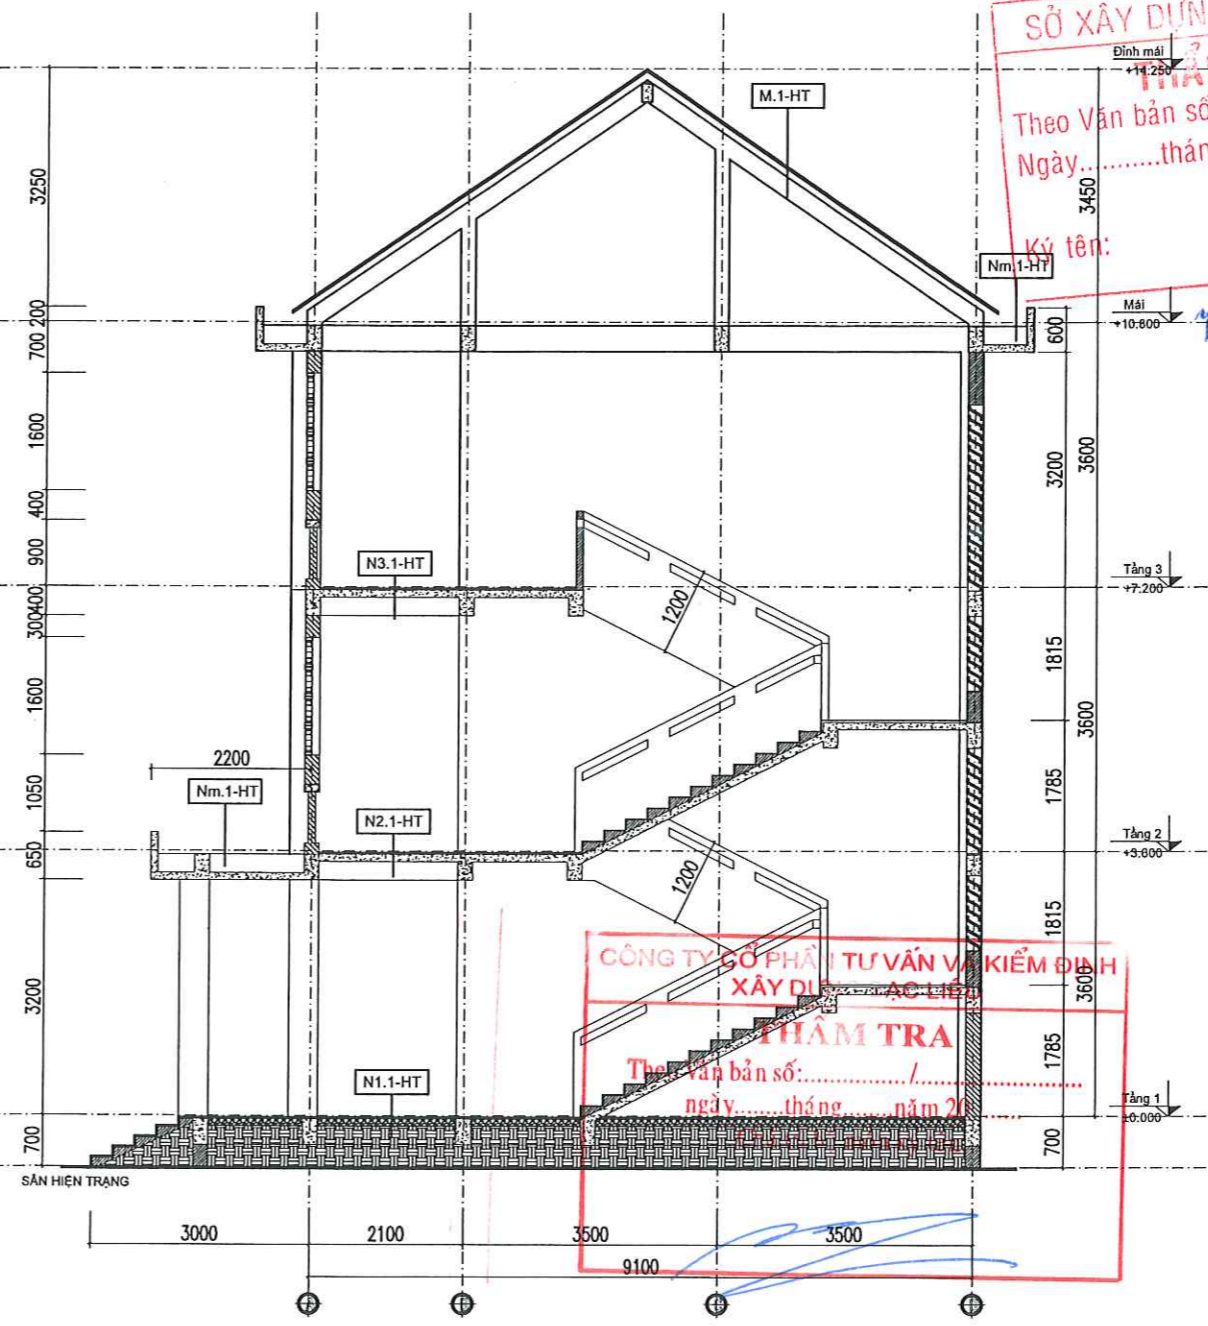 SỞ XÂY DỰN
THẨ
Theo Văn bản số
Ngày...........thán
Ký tên:
Đỉnh mái
+14.250
M.1-HT
Nm.1-HT
Mái
+10.800
3250
200
700
1600
400
900
400
300
1600
1050
650
3200
700
3450
600
3200
3600
1815
3600
1785
1815
3600
1785
700
N3.1-HT
Tầng 3
+7.200
1200
2200
Nm.1-HT
N2.1-HT
Tầng 2
+3.600
1200
CÔNG TY CỔ PHẦN TƯ VẤN VÀ KIỂM ĐỊNH
XÂY DỰNG BẠC LIÊU
THẨM TRA
Theo Văn bản số:................/.........................
ngày........tháng........năm 20......
N1.1-HT
Tầng 1
±0.000
SÂN HIỆN TRẠNG
3000
2100
3500
3500
9100